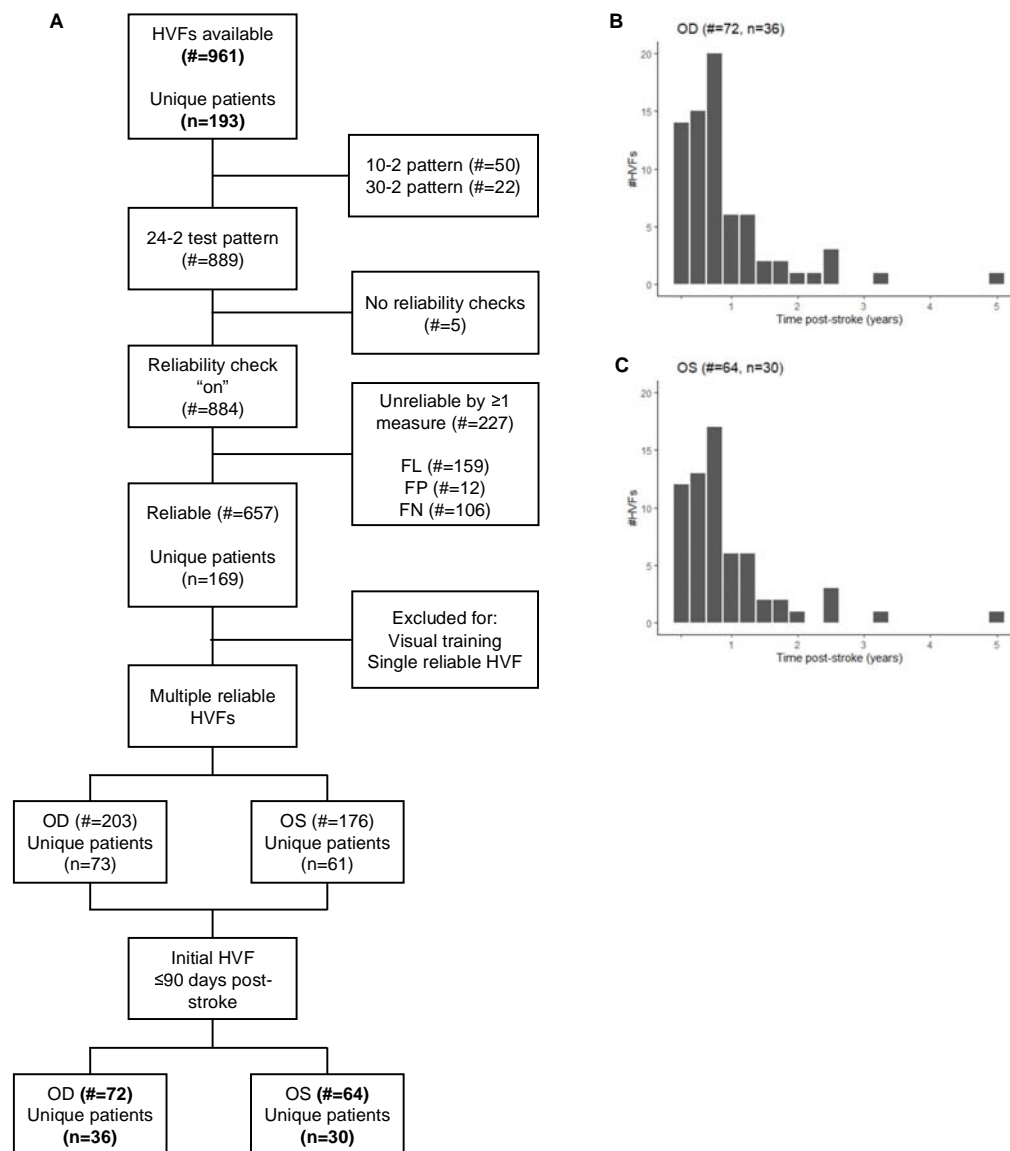 A
HVFs available
(#=961)
Unique patients
(n=193)
10-2 pattern (#=50)
30-2 pattern (#=22)
24-2 test pattern
(#=889)
No reliability checks
(#=5)
Reliability check
“on”
(#=884)
Unreliable by ≥1
measure (#=227)
FL (#=159)
FP (#=12)
FN (#=106)
Reliable (#=657)
Unique patients
(n=169)
Excluded for:
Visual training
Single reliable HVF
Multiple reliable
HVFs
OD (#=203)
Unique patients
(n=73)
OS (#=176)
Unique patients
(n=61)
Initial HVF
≤90 days post-
stroke
OD (#=72)
Unique patients
(n=36)
OS (#=64)
Unique patients
(n=30)
B
OD (#=72, n=36)
20
15
10
5
0
#HVFs
1 2 3 4 5
Time post-stroke (years)
C
OS (#=64, n=30)
20
15
10
5
0
#HVFs
1 2 3 4 5
Time post-stroke (years)